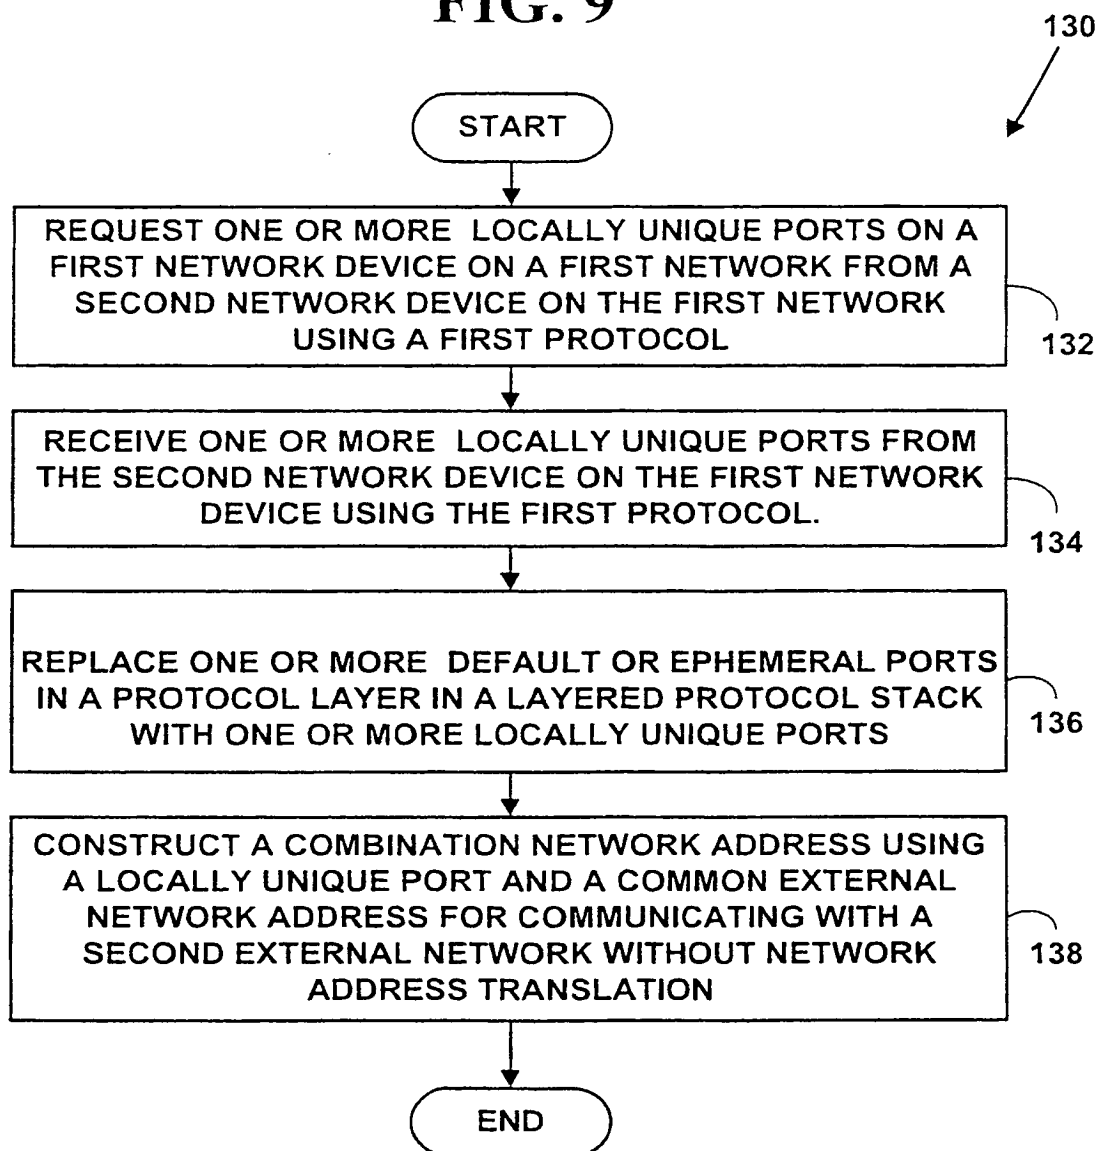 FIG. 9
130
START
REQUEST ONE OR MORE LOCALLY UNIQUE PORTS ON A
FIRST NETWORK DEVICE ON A FIRST NETWORK FROM A
SECOND NETWORK DEVICE ON THE FIRST NETWORK
USING A FIRST PROTOCOL
132
RECEIVE ONE OR MORE LOCALLY UNIQUE PORTS FROM
THE SECOND NETWORK DEVICE ON THE FIRST NETWORK
DEVICE USING THE FIRST PROTOCOL.
134
REPLACE ONE OR MORE DEFAULT OR EPHEMERAL PORTS
IN A PROTOCOL LAYER IN A LAYERED PROTOCOL STACK
WITH ONE OR MORE LOCALLY UNIQUE PORTS
136
CONSTRUCT A COMBINATION NETWORK ADDRESS USING
A LOCALLY UNIQUE PORT AND A COMMON EXTERNAL
NETWORK ADDRESS FOR COMMUNICATING WITH A
SECOND EXTERNAL NETWORK WITHOUT NETWORK
ADDRESS TRANSLATION
138
END